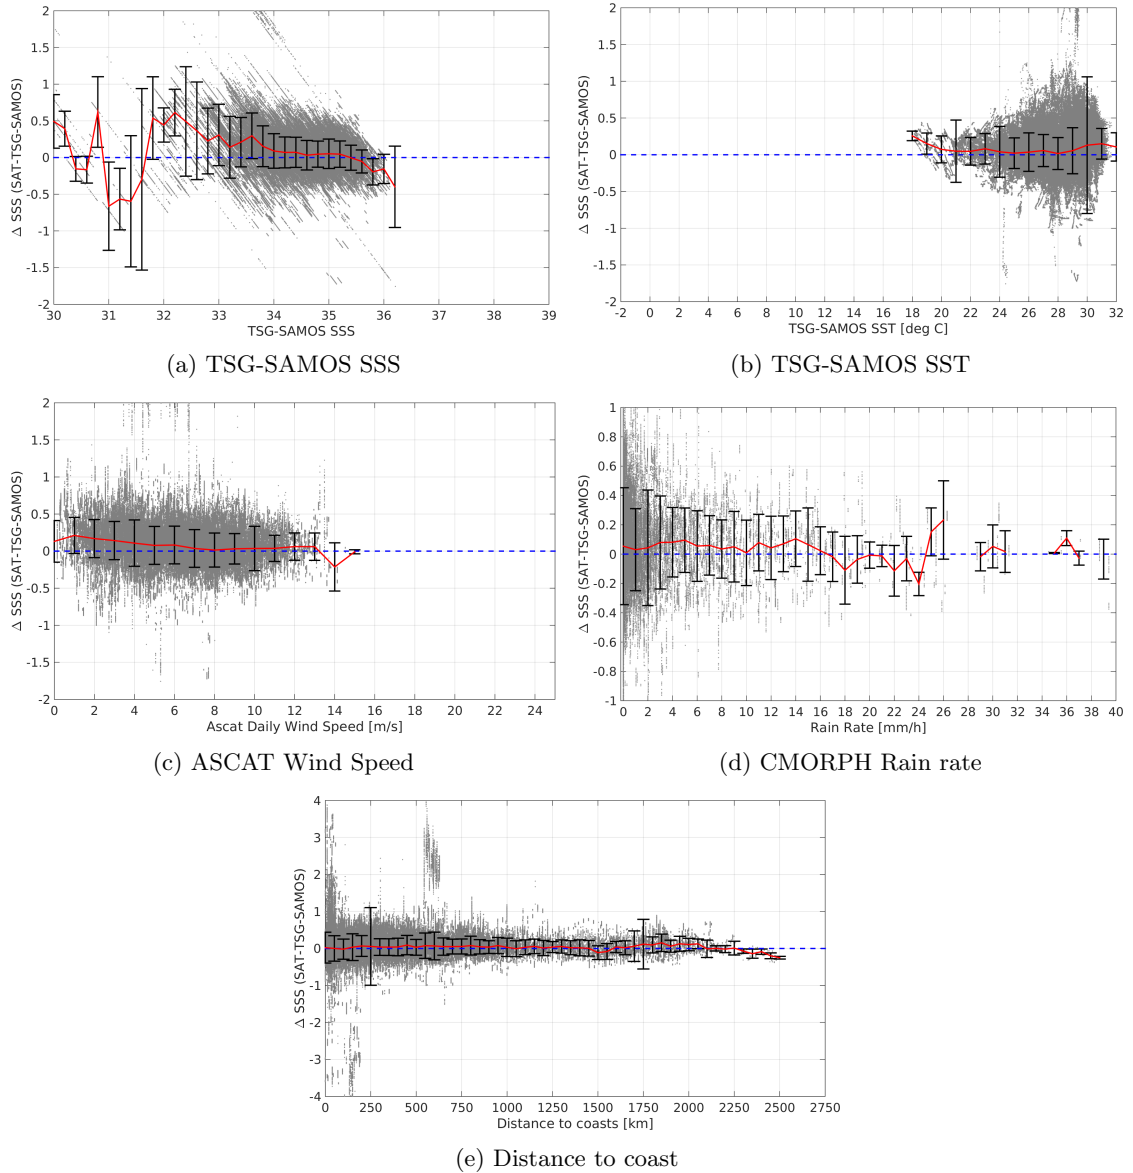 2
1.5
1
0.5
0
-0.5
-1
-1.5
-2
Δ SSS (SAT-TSG-SAMOS)
30 31 32 33 34 35 36 37 38 39
TSG-SAMOS SSS
(a) TSG-SAMOS SSS
2
1.5
1
0.5
0
-0.5
-1
-1.5
-2
Δ SSS (SAT-TSG-SAMOS)
-2 0 2 4 6 8 10 12 14 16 18 20 22 24 26 28 30 32
TSG-SAMOS SST [deg C]
(b) TSG-SAMOS SST
2
1.5
1
0.5
0
-0.5
-1
-1.5
-2
Δ SSS (SAT-TSG-SAMOS)
0 2 4 6 8 10 12 14 16 18 20 22 24
Ascat Daily Wind Speed [m/s]
(c) ASCAT Wind Speed
1
0.8
0.6
0.4
0.2
0
-0.2
-0.4
-0.6
-0.8
-1
Δ SSS (SAT-TSG-SAMOS)
0 2 4 6 8 10 12 14 16 18 20 22 24 26 28 30 32 34 36 38 40
Rain Rate [mm/h]
(d) CMORPH Rain rate
4
3
2
1
0
-1
-2
-3
-4
Δ SSS (SAT-TSG-SAMOS)
0 250 500 750 1000 1250 1500 1750 2000 2250 2500 2750
Distance to coasts [km]
(e) Distance to coast